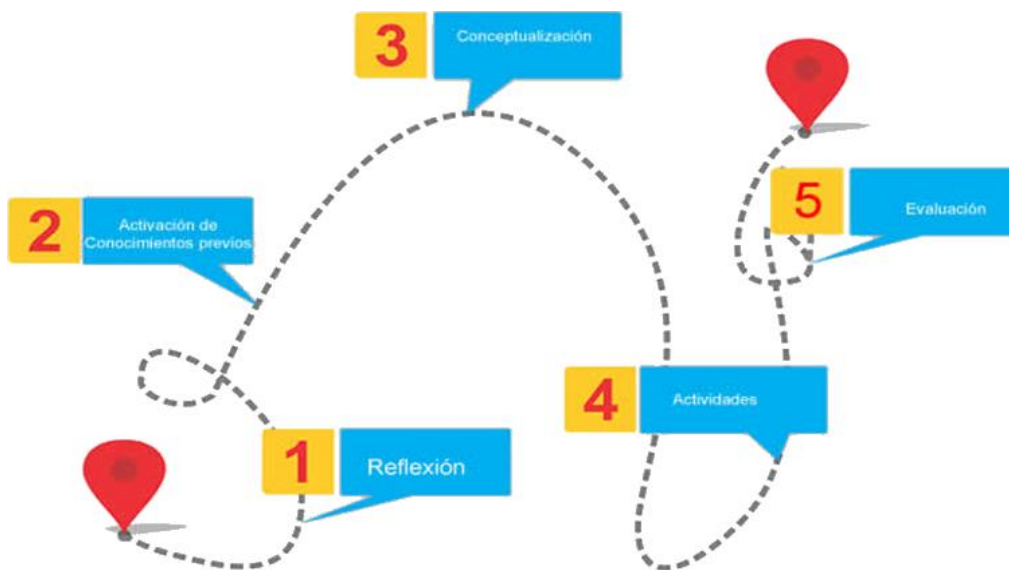 1
Reflexión
2
Activación de
Conocimientos previos
3
Conceptualización
4
Actividades
5
Evaluación